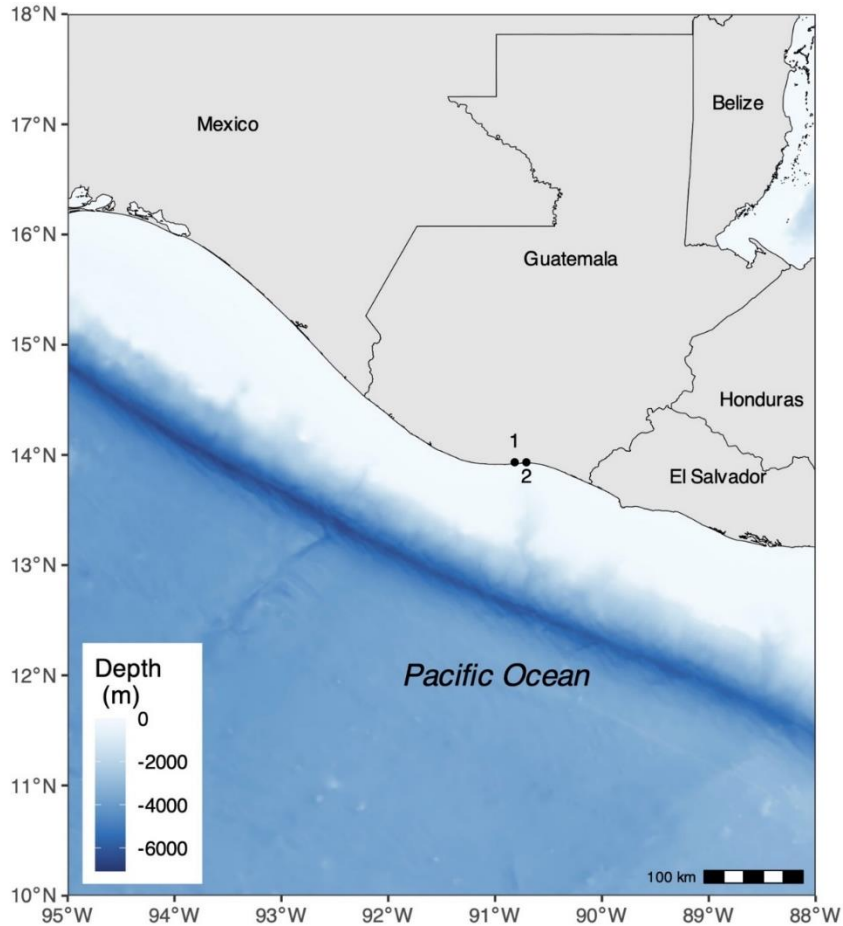 18°N
17°N
16°N
15°N
14°N
13°N
12°N
11°N
10°N
Mexico
Belize
Guatemala
Honduras
1
2
El Salvador
Pacific Ocean
Depth
(m)
0
-2000
-4000
-6000
100 km
95°W 94°W 93°W 92°W 91°W 90°W 89°W 88°W